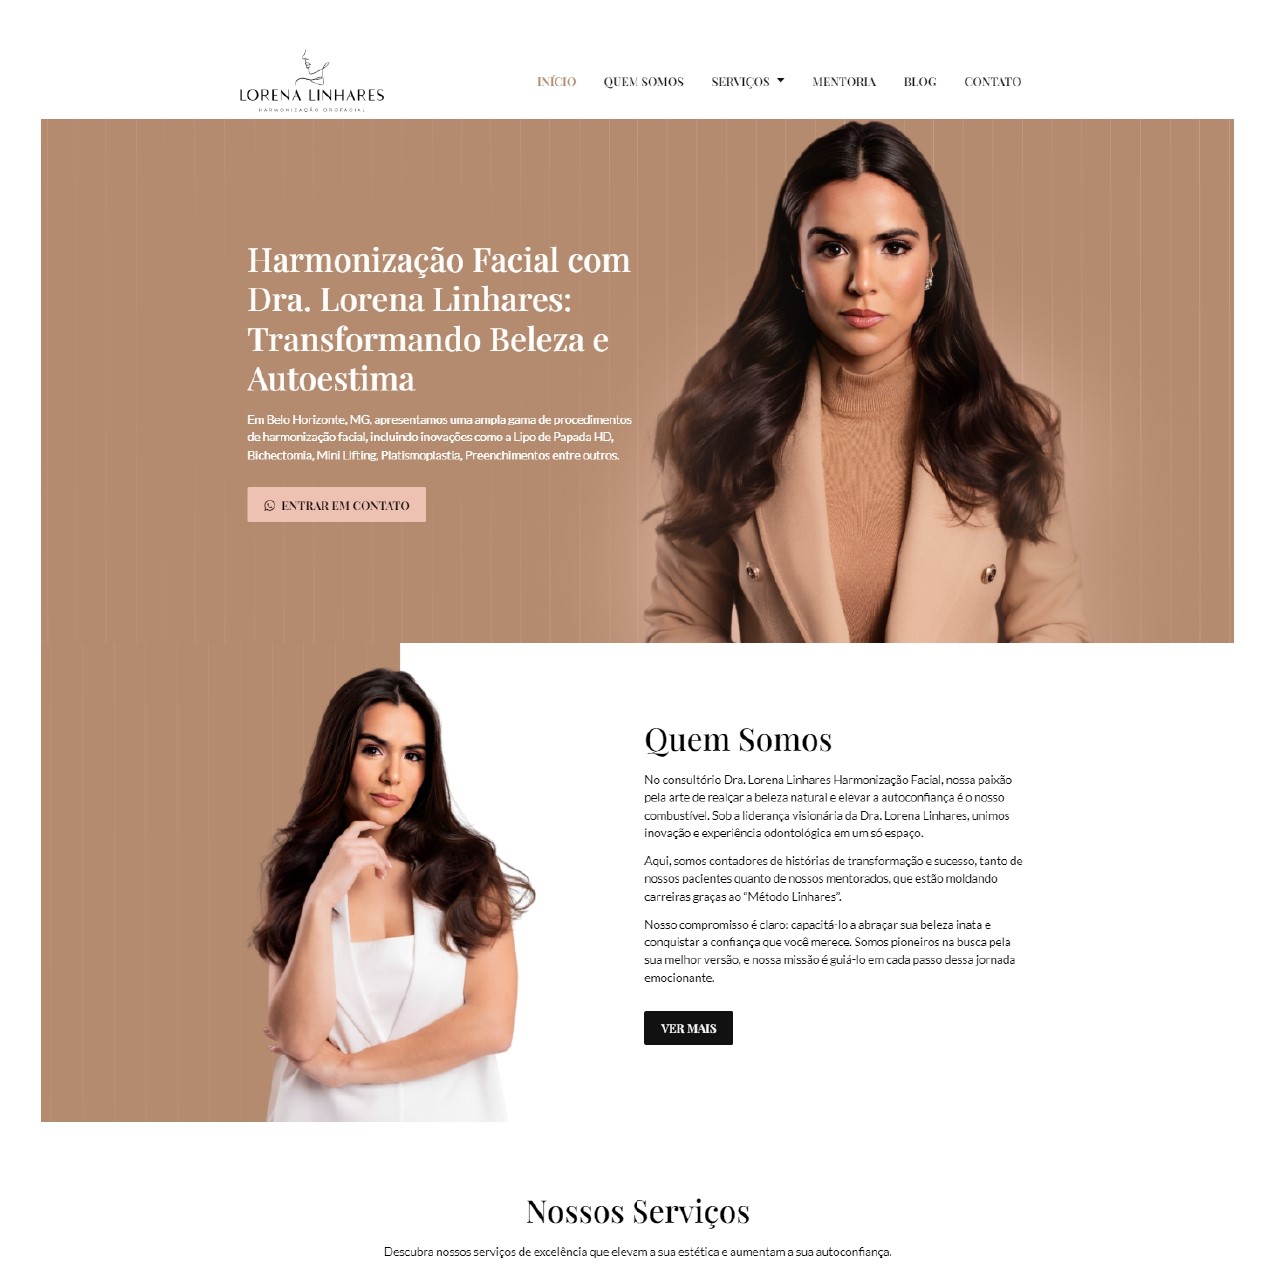 LORENA LINHARES
HARMONIZAÇÃO OROFACIAL
INÍCIO
QUEM SOMOS
SERVIÇOS
MENTORIA
BLOG
CONTATO
Harmonização Facial com
Dra. Lorena Linhares:
Transformando Beleza e
Autoestima
Em Belo Horizonte, MG, apresentamos uma ampla gama de procedimentos
de harmonização facial, incluindo inovações como a Lipo de Papada HD,
Bichectomia, Mini Lifting, Platismoplastia, Preenchimentos entre outros.
ENTRAR EM CONTATO
Quem Somos
No consultório Dra. Lorena Linhares Harmonização Facial, nossa paixão
pela arte de realçar a beleza natural e elevar a autoconfiança é o nosso
combustível. Sob a liderança visionária da Dra. Lorena Linhares, unimos
inovação e experiência odontológica em um só espaço.
Aqui, somos contadores de histórias de transformação e sucesso, tanto de
nossos pacientes quanto de nossos mentorados, que estão moldando
carreiras graças ao “Método Linhares”.
Nosso compromisso é claro: capacitá-lo a abraçar sua beleza inata e
conquistar a confiança que você merece. Somos pioneiros na busca pela
sua melhor versão, e nossa missão é guiá-lo em cada passo dessa jornada
emocionante.
VER MAIS
Nossos Serviços
Descubra nossos serviços de excelência que elevam a sua estética e aumentam a sua autoconfiança.